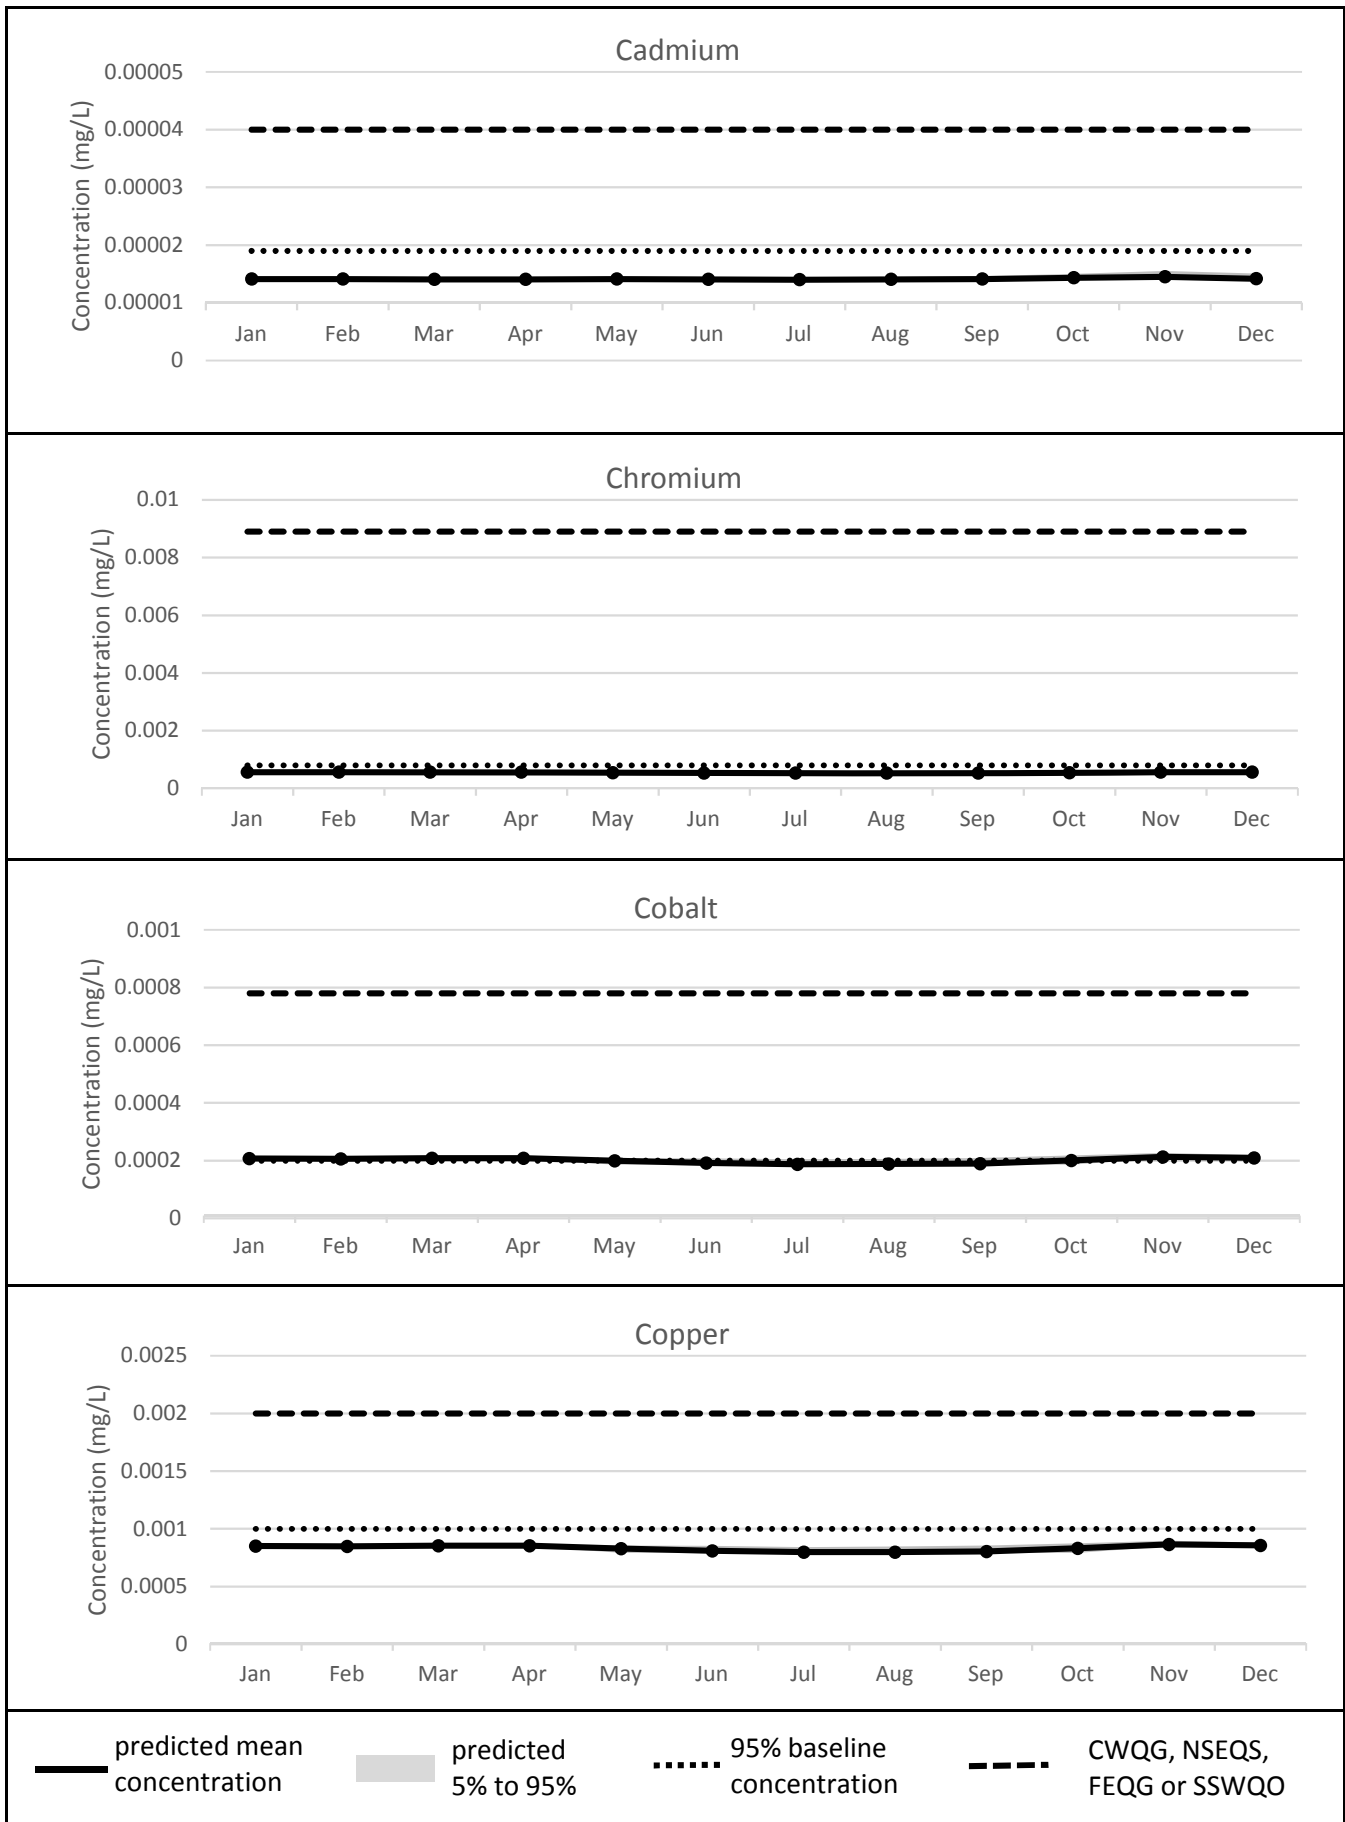 Cadmium
Concentration (mg/L)
0.00005
0.00004
0.00003
0.00002
0.00001
0
Jan Feb Mar Apr May Jun Jul Aug Sep Oct Nov Dec
Chromium
Concentration (mg/L)
0.01
0.008
0.006
0.004
0.002
0
Jan Feb Mar Apr May Jun Jul Aug Sep Oct Nov Dec
Cobalt
Concentration (mg/L)
0.001
0.0008
0.0006
0.0004
0.0002
0
Jan Feb Mar Apr May Jun Jul Aug Sep Oct Nov Dec
Copper
Concentration (mg/L)
0.0025
0.002
0.0015
0.001
0.0005
0
Jan Feb Mar Apr May Jun Jul Aug Sep Oct Nov Dec
predicted mean
concentration
predicted
5% to 95%
95% baseline
concentration
CWQG, NSEQS,
FEQG or SSWQO